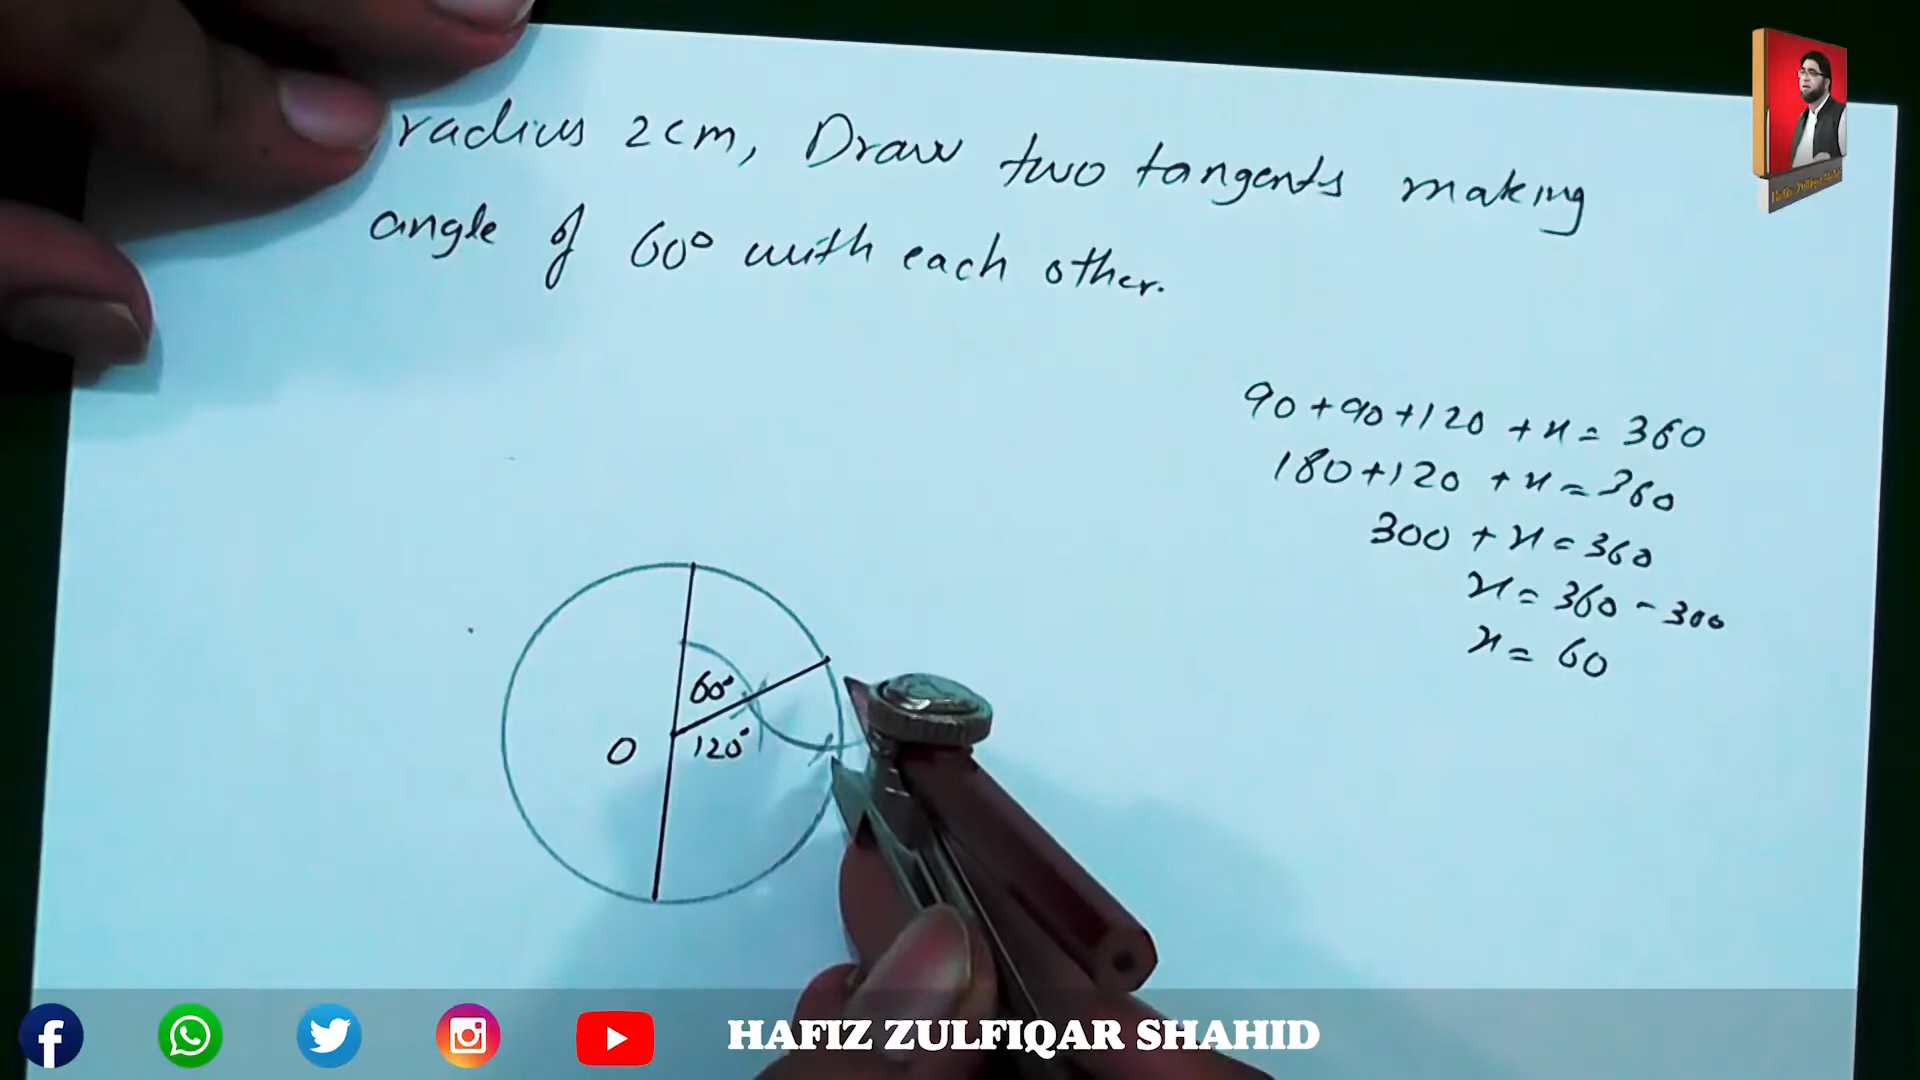 radius 2cm, Draw two tangents making
angle of 60° with each other.
90+90+120+x=360
180+120+x=360
300+x=360
x=360-300
x=60
60°
O
120°
HAFIZ ZULFIQAR SHAHID